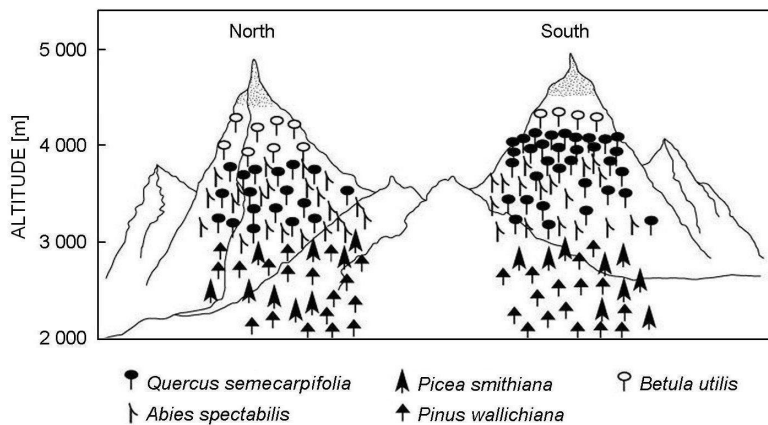 North South
5 000
4 000
ALTITUDE [m]
3 000
2 000
Quercus semecarpifolia Picea smithiana Betula utilis
Abies spectabilis Pinus wallichiana